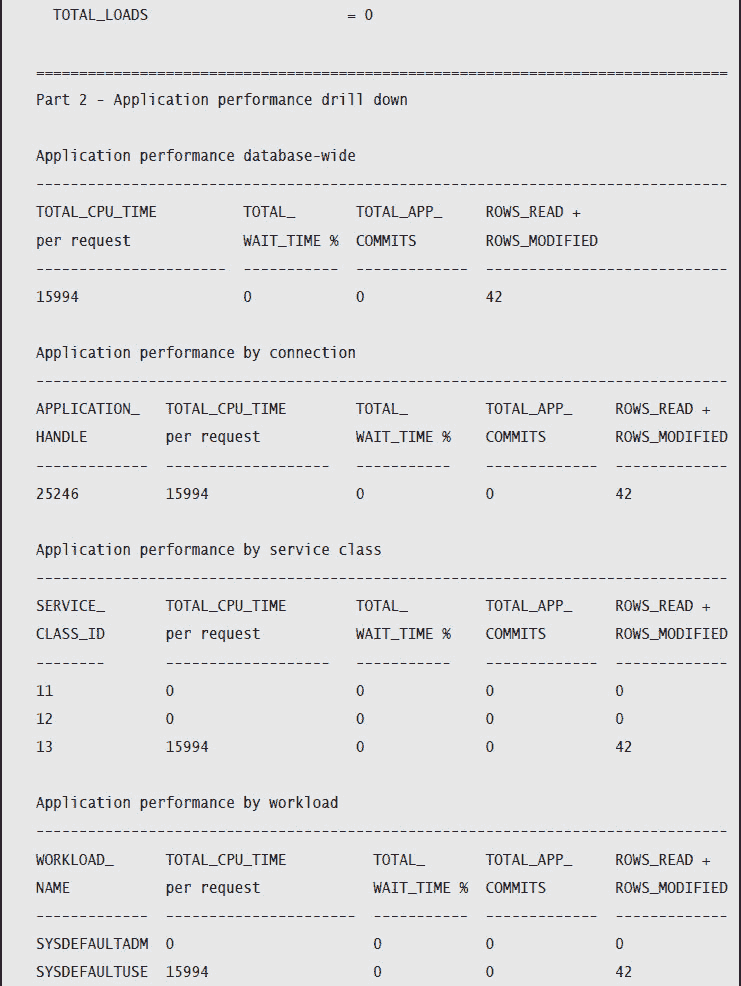 TOTAL_LOADS = 0
================================================================================
Part 2 - Application performance drill down
Application performance database-wide
--------------------------------------------------------------------------------
TOTAL_CPU_TIME TOTAL_ TOTAL_APP_ ROWS_READ +
per request WAIT_TIME % COMMITS ROWS_MODIFIED
---------------------- ----------- ------------- ----------------------------
15994 0 0 42
Application performance by connection
--------------------------------------------------------------------------------
APPLICATION_ TOTAL_CPU_TIME TOTAL_ TOTAL_APP_ ROWS_READ +
HANDLE per request WAIT_TIME % COMMITS ROWS_MODIFIED
------------- ------------------- ----------- ------------- -------------
25246 15994 0 0 42
Application performance by service class
--------------------------------------------------------------------------------
SERVICE_ TOTAL_CPU_TIME TOTAL_ TOTAL_APP_ ROWS_READ +
CLASS_ID per request WAIT_TIME % COMMITS ROWS_MODIFIED
-------- ------------------- ----------- ------------- -------------
11 0 0 0 0
12 0 0 0 0
13 15994 0 0 42
Application performance by workload
--------------------------------------------------------------------------------
WORKLOAD_ TOTAL_CPU_TIME TOTAL_ TOTAL_APP_ ROWS_READ +
NAME per request WAIT_TIME % COMMITS ROWS_MODIFIED
------------- ---------------------- ----------- ------------- -------------
SYSDEFAULTADM 0 0 0 0
SYSDEFAULTUSE 15994 0 0 42